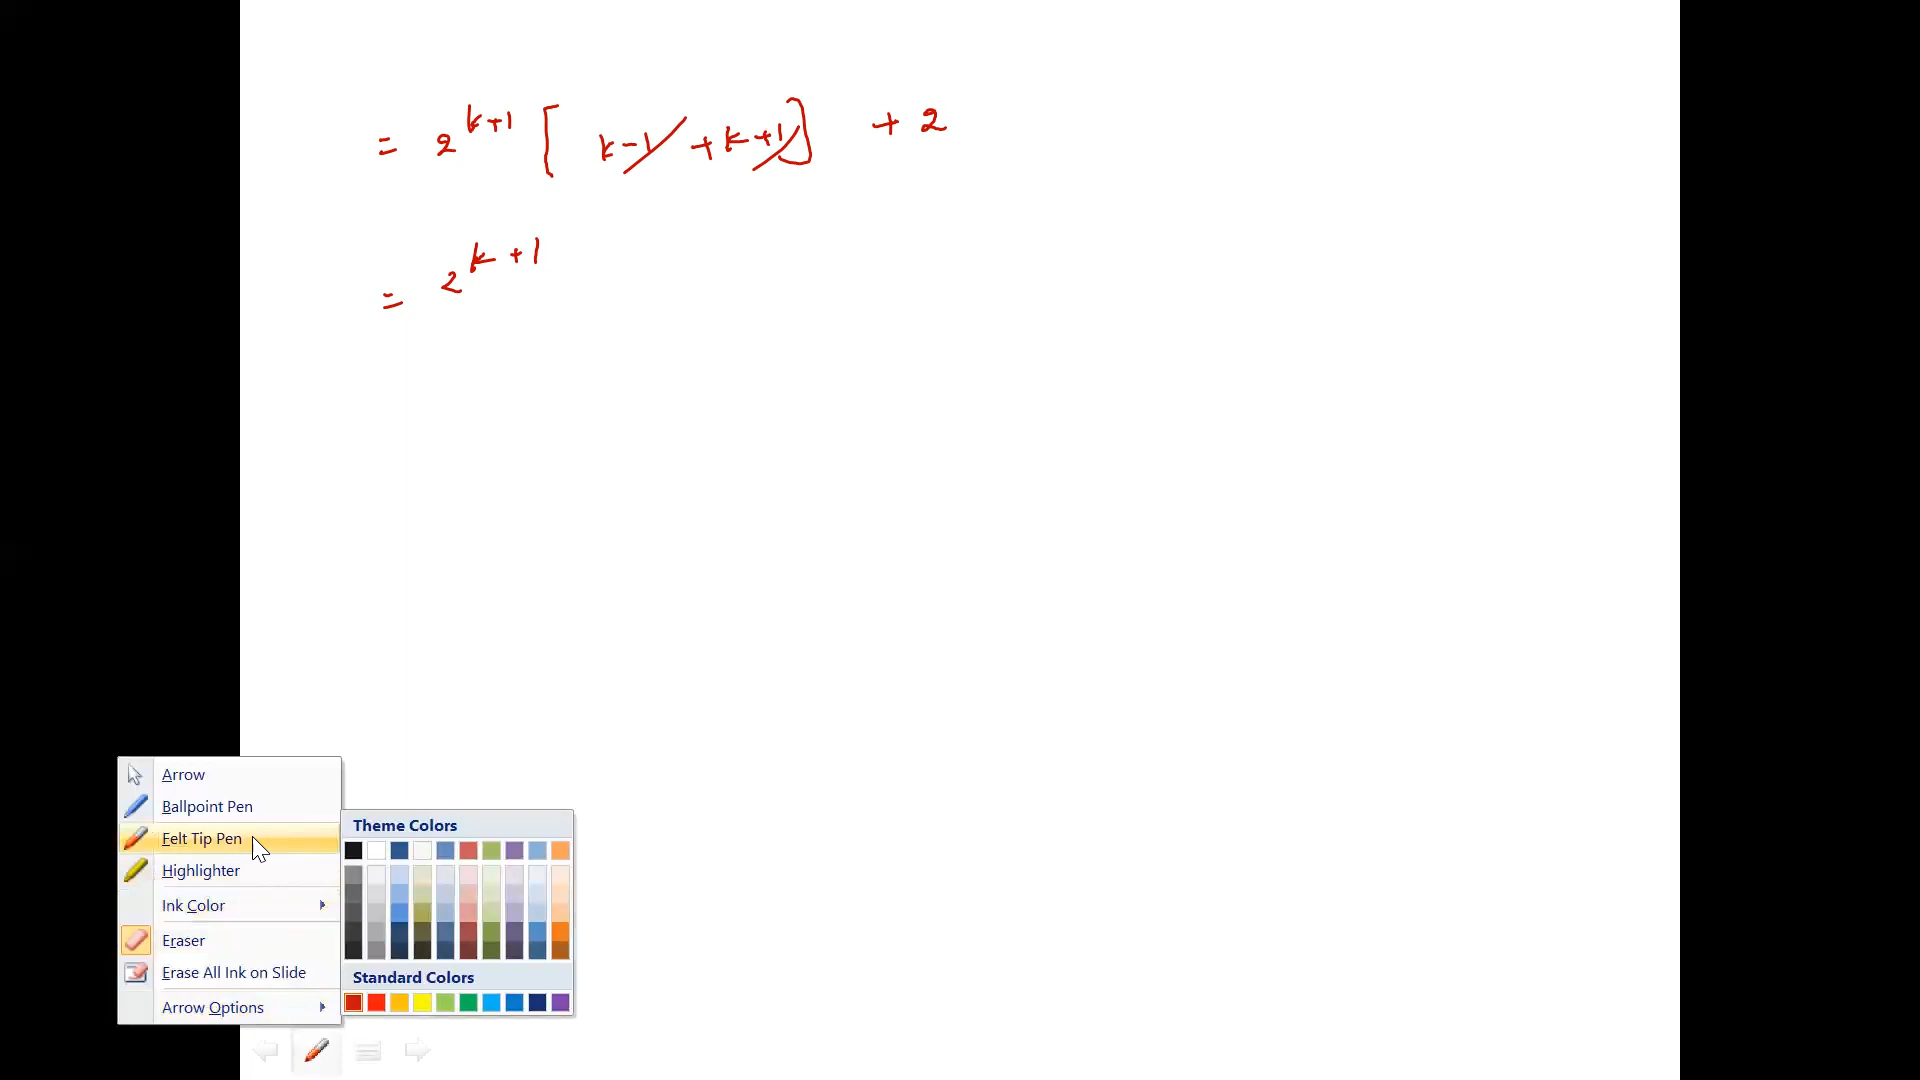 = 2^{k+1} [ k-1 + k+1 ] + 2
= 2^{k+1}
Arrow
Ballpoint Pen
Felt Tip Pen
Highlighter
Ink Color
Eraser
Erase All Ink on Slide
Arrow Options
Theme Colors
Standard Colors